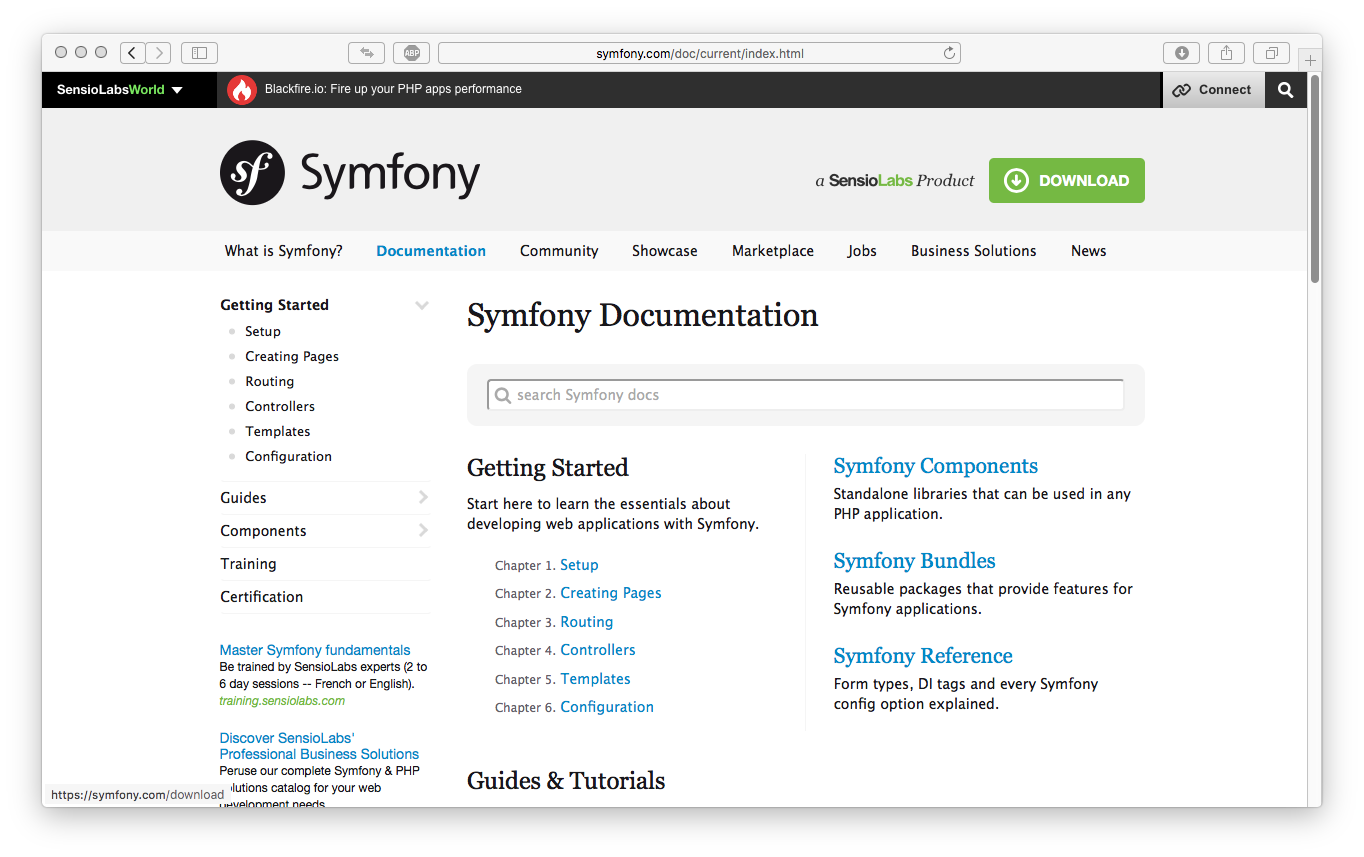 ABP
symfony.com/doc/current/index.html
SensioLabsWorld
Blackfire.io: Fire up your PHP apps performance
Connect
sf Symfony
a SensioLabs Product
DOWNLOAD
What is Symfony? Documentation Community Showcase Marketplace Jobs Business Solutions News
Getting Started
Setup
Creating Pages
Routing
Controllers
Templates
Configuration
Guides
Components
Training
Certification
Master Symfony fundamentals
Be trained by SensioLabs experts (2 to
6 day sessions -- French or English).
training.sensiolabs.com
Discover SensioLabs'
Professional Business Solutions
Peruse our complete Symfony & PHP
solutions catalog for your web
development needs.
https://symfony.com/download
Symfony Documentation
search Symfony docs
Getting Started
Start here to learn the essentials about
developing web applications with Symfony.
Chapter 1. Setup
Chapter 2. Creating Pages
Chapter 3. Routing
Chapter 4. Controllers
Chapter 5. Templates
Chapter 6. Configuration
Symfony Components
Standalone libraries that can be used in any
PHP application.
Symfony Bundles
Reusable packages that provide features for
Symfony applications.
Symfony Reference
Form types, DI tags and every Symfony
config option explained.
Guides & Tutorials